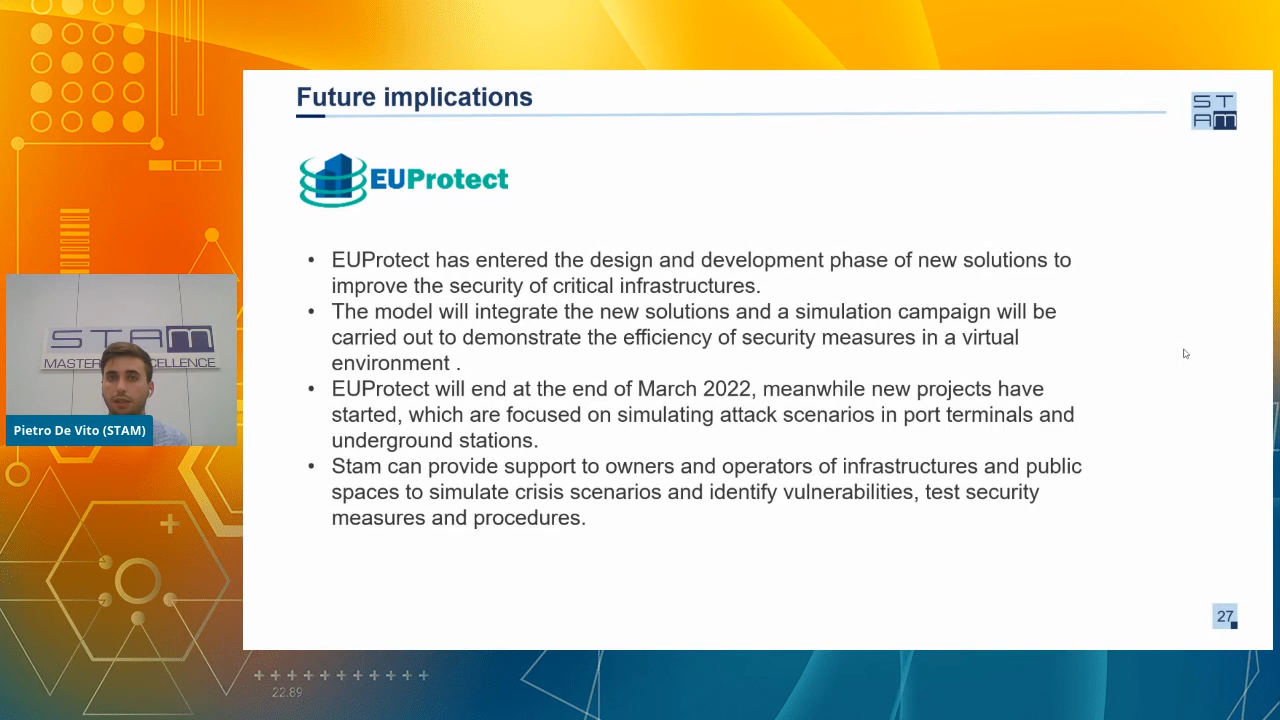 Future implications
ST
Am
EUProtect
• EUProtect has entered the design and development phase of new solutions to
improve the security of critical infrastructures.
• The model will integrate the new solutions and a simulation campaign will be
carried out to demonstrate the efficiency of security measures in a virtual
environment .
• EUProtect will end at the end of March 2022, meanwhile new projects have
started, which are focused on simulating attack scenarios in port terminals and
underground stations.
• Stam can provide support to owners and operators of infrastructures and public
spaces to simulate crisis scenarios and identify vulnerabilities, test security
measures and procedures.
27
STAm
Pietro De Vito (STAM)
22.89